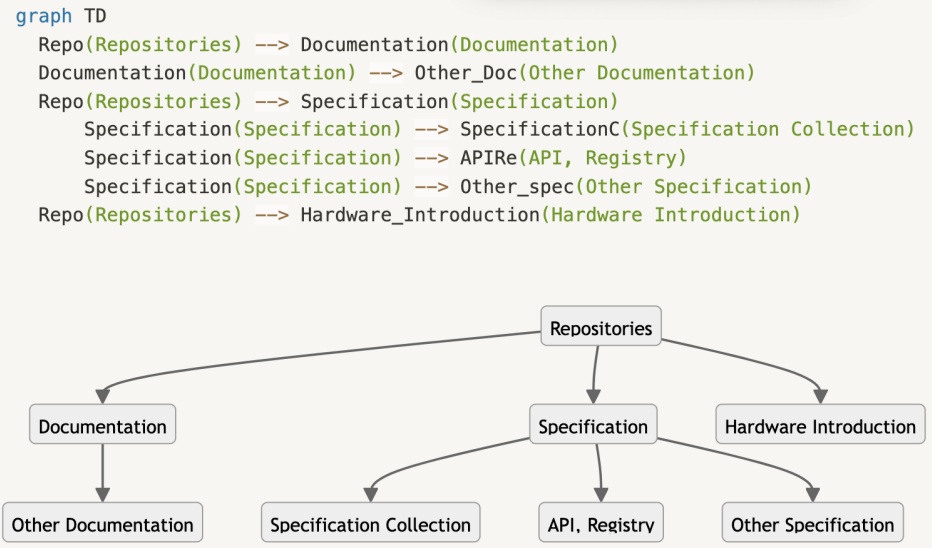 graph TD
Repo(Repositories) --> Documentation(Documentation)
Documentation(Documentation) --> Other_Doc(Other Documentation)
Repo(Repositories) --> Specification(Specification)
Specification(Specification) --> SpecificationC(Specification Collection)
Specification(Specification) --> APIRe(API, Registry)
Specification(Specification) --> Other_spec(Other Specification)
Repo(Repositories) --> Hardware_Introduction(Hardware Introduction)
Repositories
Documentation
Specification
Hardware Introduction
Other Documentation
Specification Collection
API, Registry
Other Specification